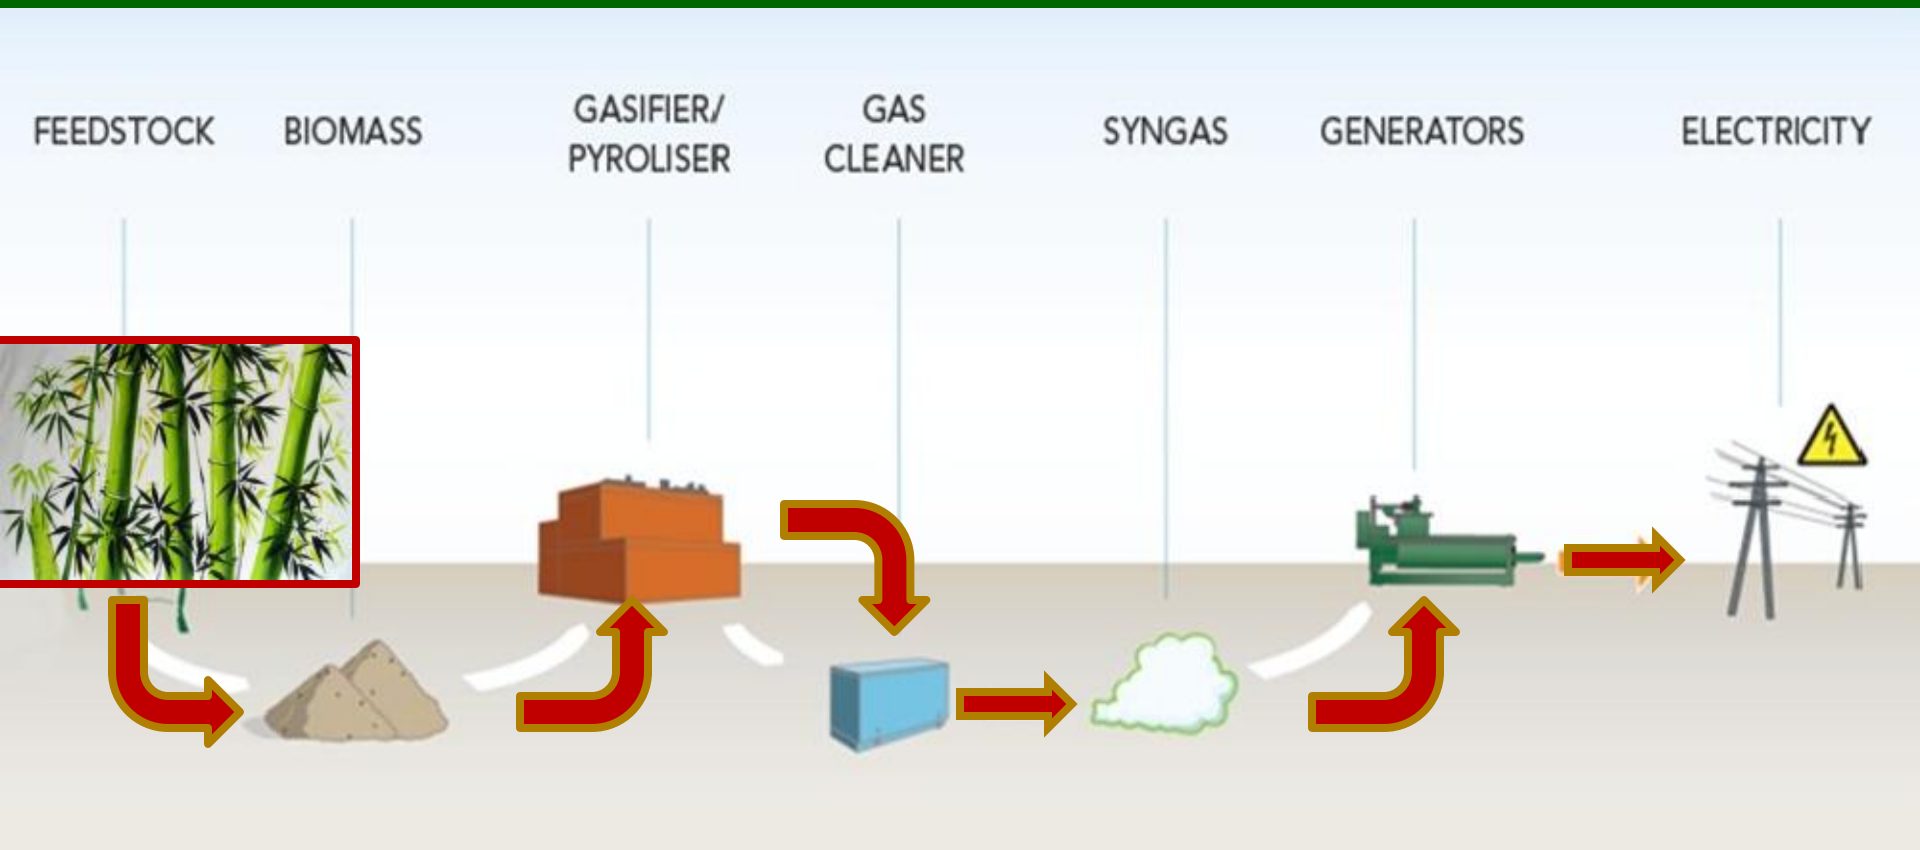 FEEDSTOCK
BIOMASS
GASIFIER/
PYROLISER
GAS
CLEANER
SYNGAS
GENERATORS
ELECTRICITY